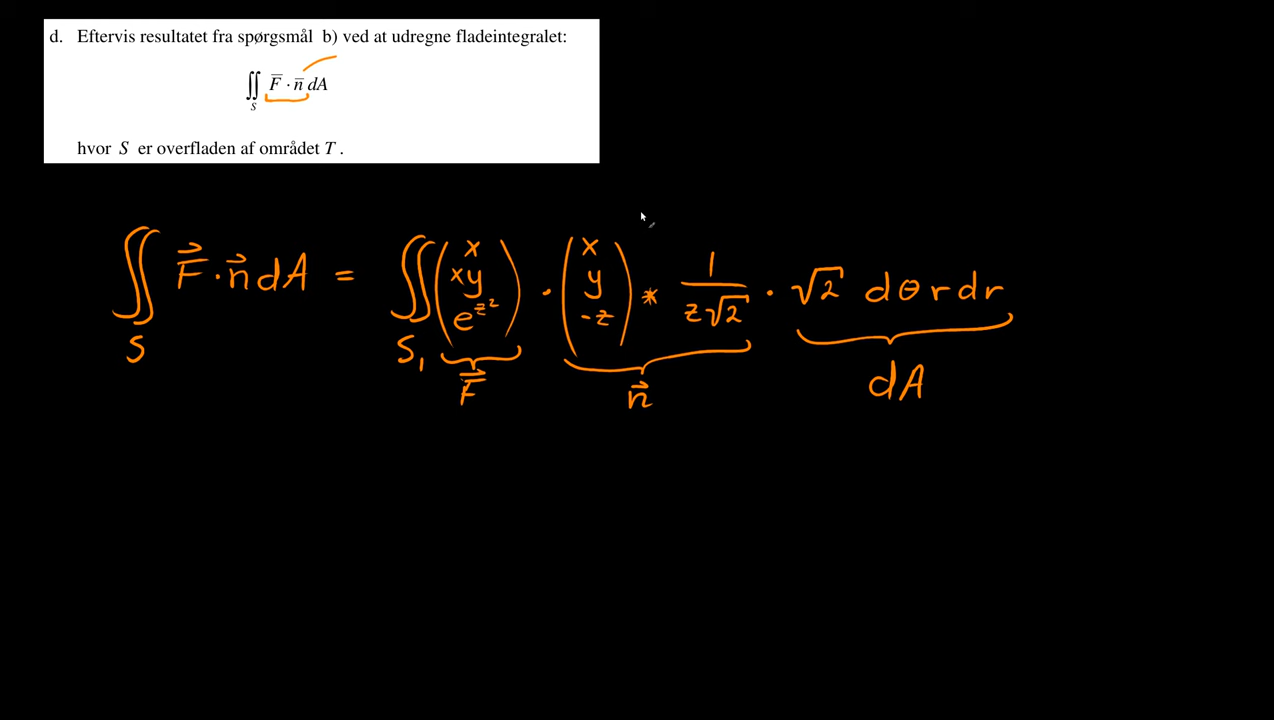 d. Eftervis resultatet fra spørgsmål b) ved at udregne fladeintegralet:
∬_S F̅ · n̅ dA
hvor S er overfladen af området T .
∬_S F⃗ · n⃗ dA = ∬_S₁ (x, xy, e^{z²}) · (x, y, -z) * 1/(z√2) · √2 dθ r dr
F⃗ n⃗ dA